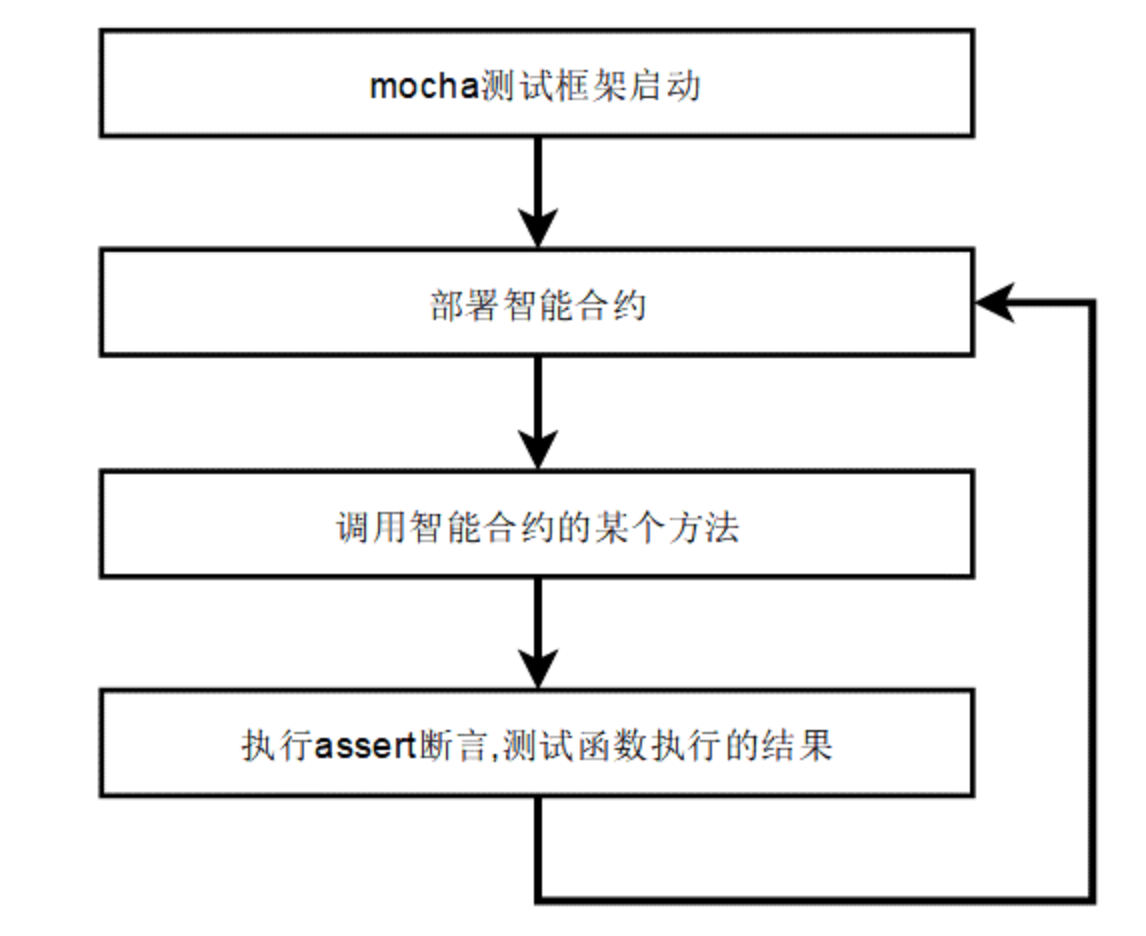 mocha测试框架启动
部署智能合约
调用智能合约的某个方法
执行assert断言,测试函数执行的结果